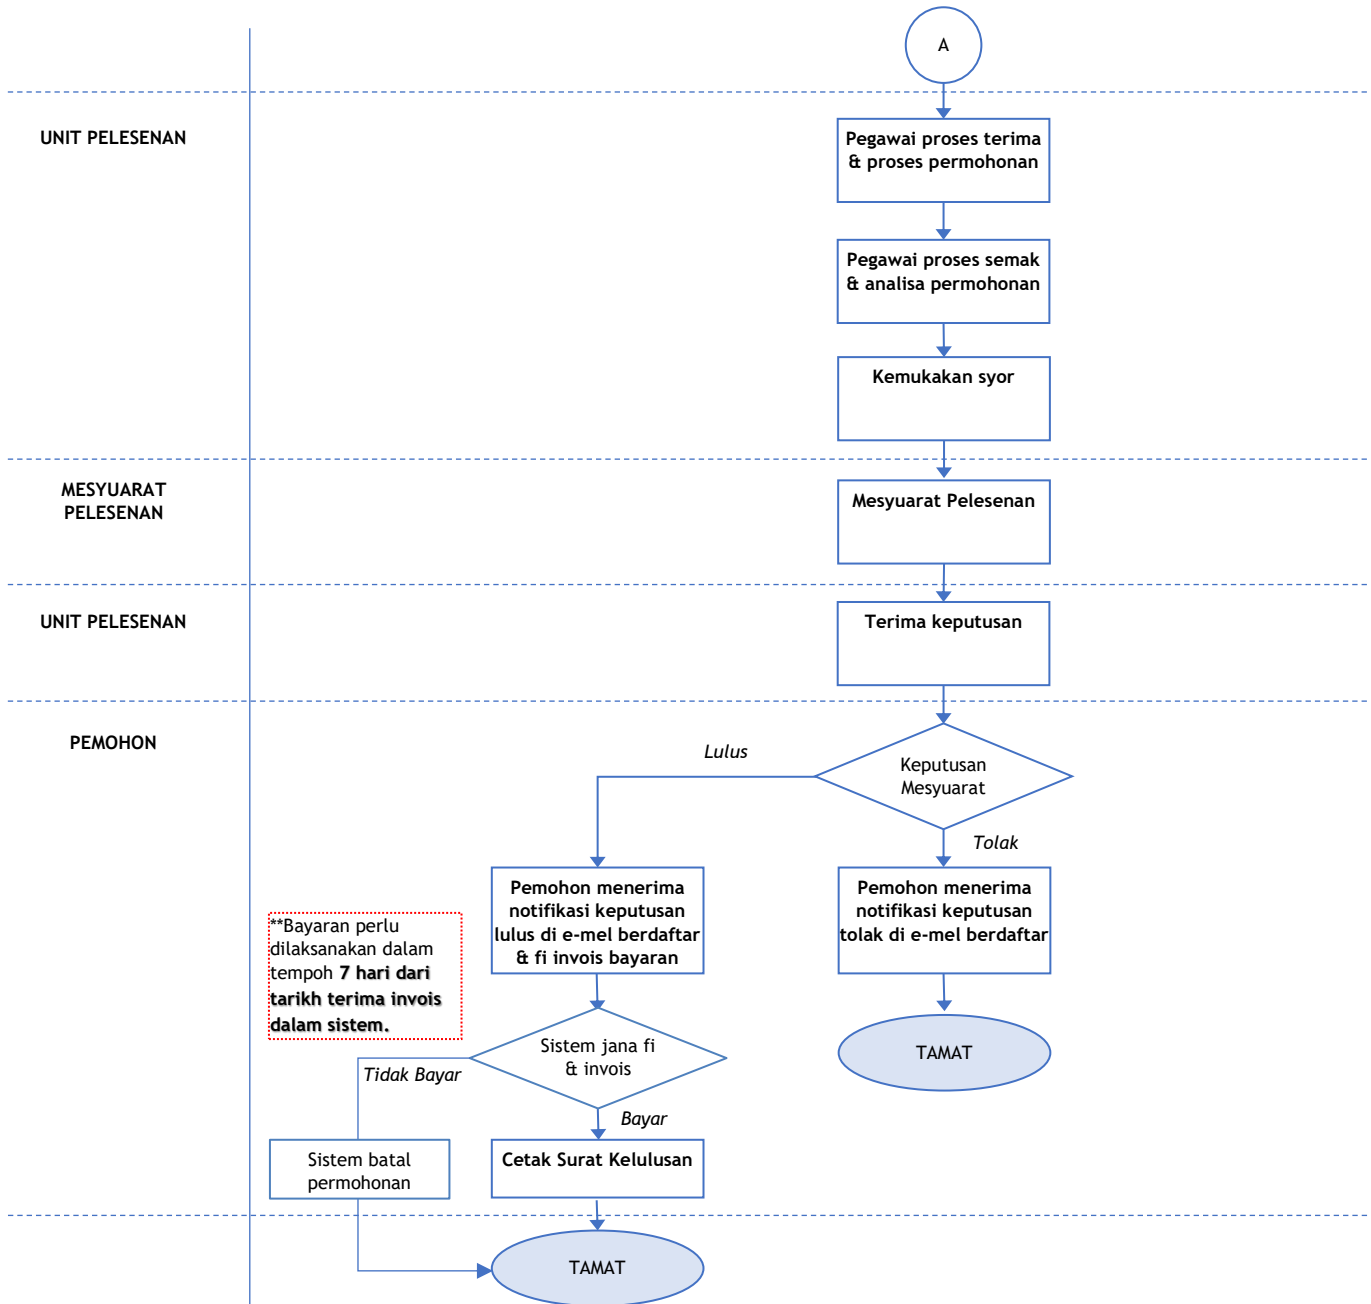 A
UNIT PELESENAN
Pegawai proses terima
& proses permohonan
Pegawai proses semak
& analisa permohonan
Kemukakan syor
MESYUARAT
PELESENAN
Mesyuarat Pelesenan
UNIT PELESENAN
Terima keputusan
PEMOHON
Lulus
Keputusan
Mesyuarat
Tolak
Pemohon menerima
notifikasi keputusan
lulus di e-mel berdaftar
& fi invois bayaran
Pemohon menerima
notifikasi keputusan
tolak di e-mel berdaftar
**Bayaran perlu
dilaksanakan dalam
tempoh 7 hari dari
tarikh terima invois
dalam sistem.
Sistem jana fi
& invois
TAMAT
Tidak Bayar
Bayar
Sistem batal
permohonan
Cetak Surat Kelulusan
TAMAT